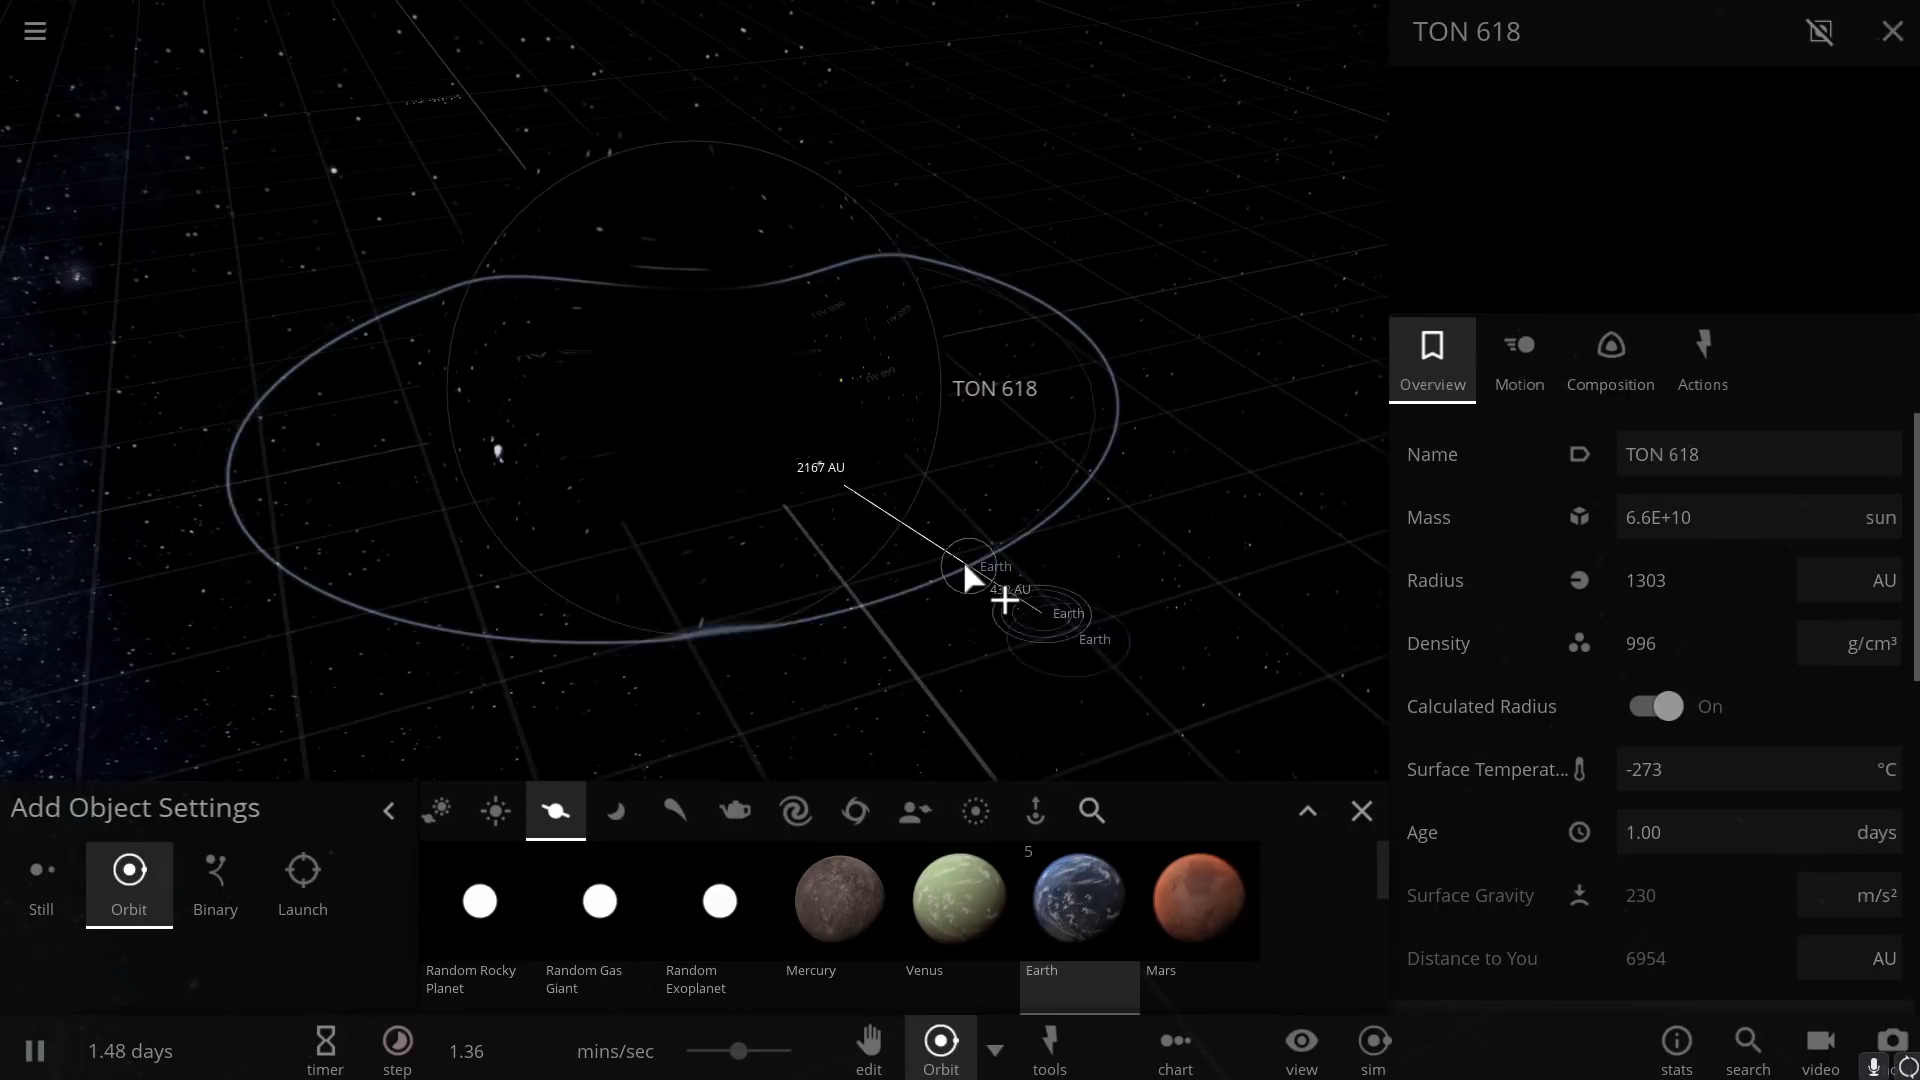 TON 618
TON 618
2167 AU
Earth
AU
Earth
Earth
Overview
Motion
Composition
Actions
Name
TON 618
Mass
6.6E+10
sun
Radius
1303
AU
Density
996
g/cm³
Calculated Radius
On
Surface Temperat...
-273
°C
Age
1.00
days
Surface Gravity
230
m/s²
Distance to You
6954
AU
Add Object Settings
Still
Orbit
Binary
Launch
5
Random Rocky
Planet
Random Gas
Giant
Random
Exoplanet
Mercury
Venus
Earth
Mars
1.48 days
timer
step
1.36
mins/sec
edit
Orbit
tools
chart
view
sim
stats
search
video